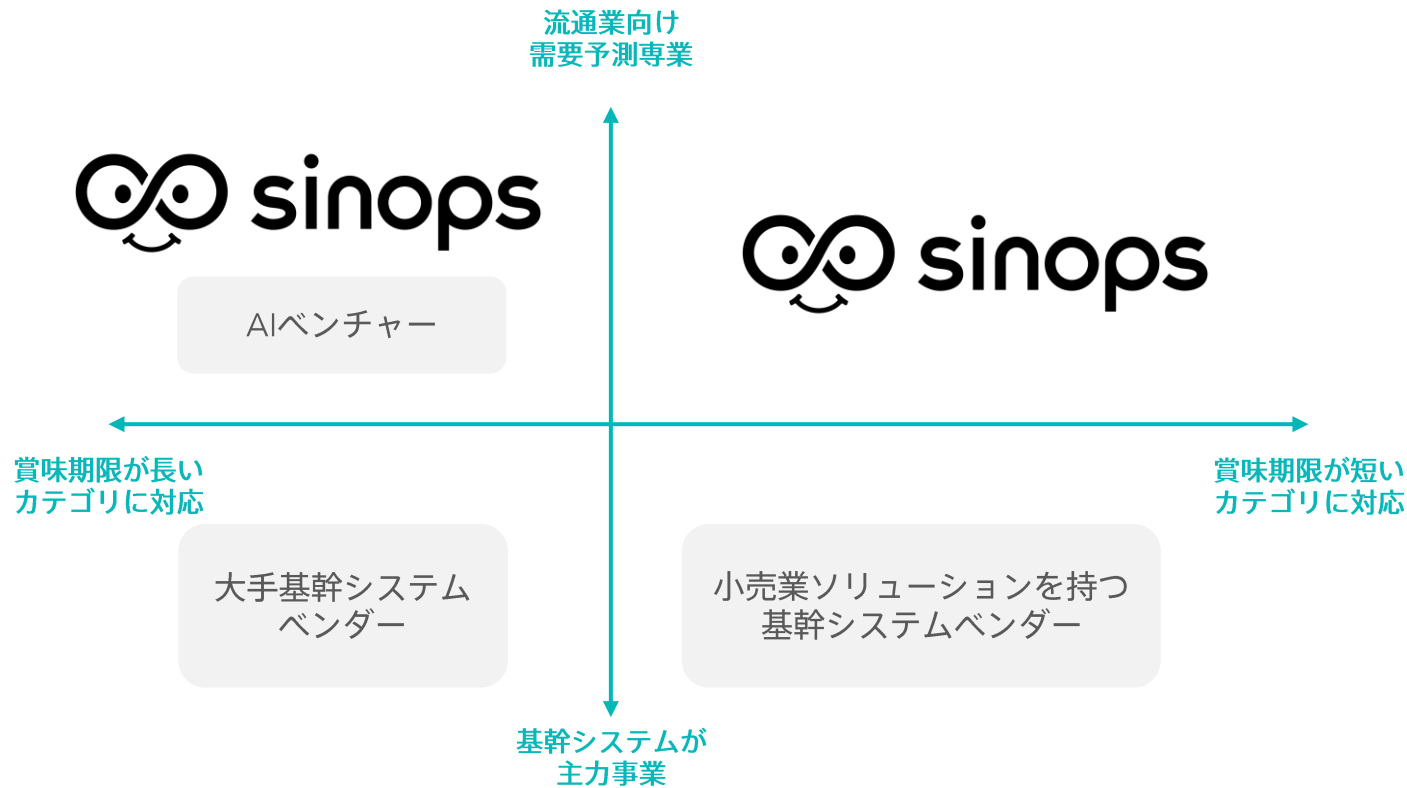 流通業向け
需要予測専業
sinops
sinops
AIベンチャー
賞味期限が長い
カテゴリに対応
賞味期限が短い
カテゴリに対応
大手基幹システム
ベンダー
小売業ソリューションを持つ
基幹システムベンダー
基幹システムが
主力事業